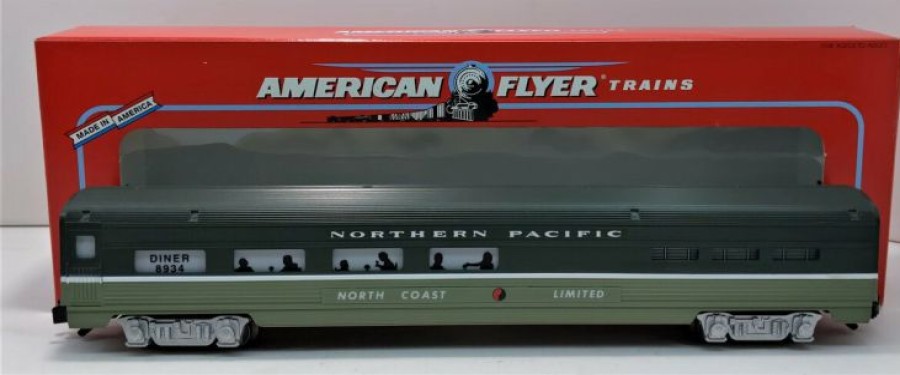 AMERICAN FLYER® TRAINS
MADE IN AMERICA
NORTHERN PACIFIC
DINER
8934
NORTH COAST LIMITED